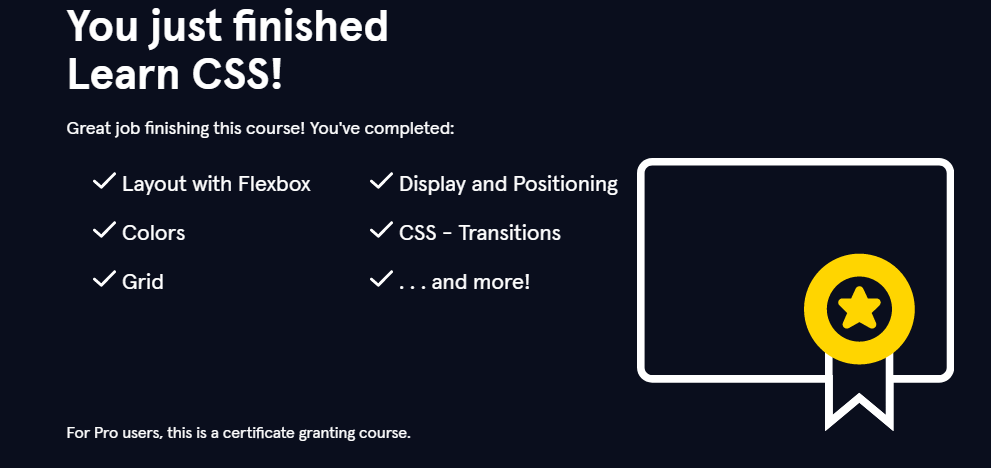 You just finished
Learn CSS!
Great job finishing this course! You've completed:
Layout with Flexbox
Display and Positioning
Colors
CSS - Transitions
Grid
. . . and more!
For Pro users, this is a certificate granting course.